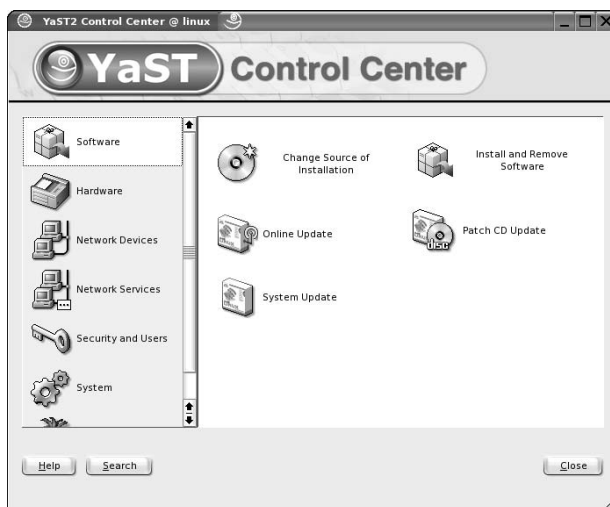 YaST2 Control Center @ linux
YaST Control Center
Software
Hardware
Network Devices
Network Services
Security and Users
System
Change Source of
Installation
Install and Remove
Software
Online Update
Patch CD Update
disc
System Update
Help
Search
Close